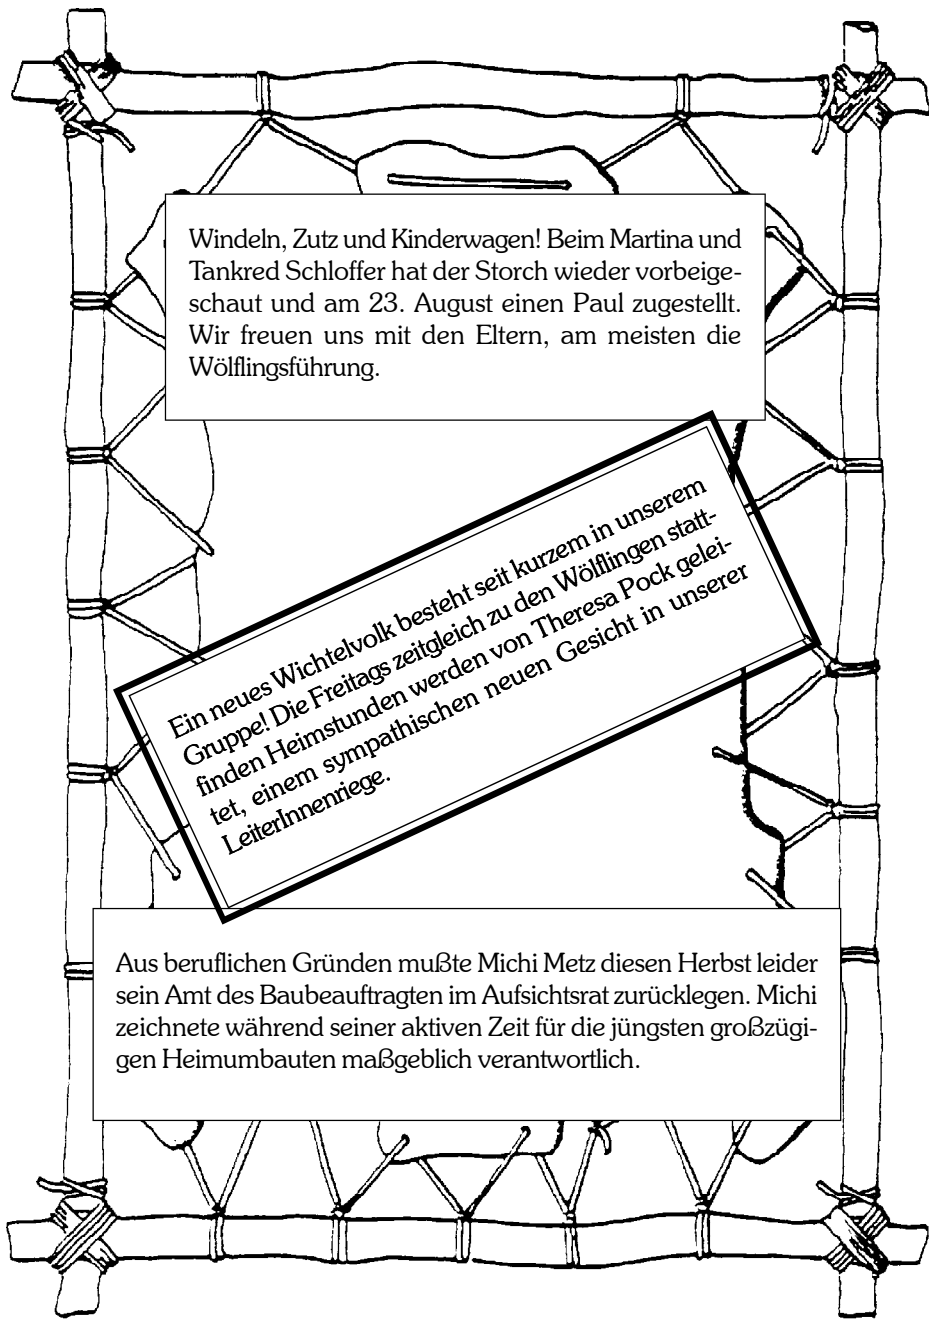 Windeln, Zutz und Kinderwagen! Beim Martina und
Tankred Schloffer hat der Storch wieder vorbeige-
schaut und am 23. August einen Paul zugestellt.
Wir freuen uns mit den Eltern, am meisten die
Wölflingsführung.
Ein neues Wichtelvolk besteht seit kurzem in unserem
Gruppe! Die Freitags zeitgleich zu den Wölflingen statt-
finden Heimstunden werden von Theresa Pock gelei-
tet, einem sympathischen neuen Gesicht in unserer
LeiterInnenriege.
Aus beruflichen Gründen mußte Michi Metz diesen Herbst leider
sein Amt des Baubeauftragten im Aufsichtsrat zurücklegen. Michi
zeichnete während seiner aktiven Zeit für die jüngsten großzügi-
gen Heimumbauten maßgeblich verantwortlich.